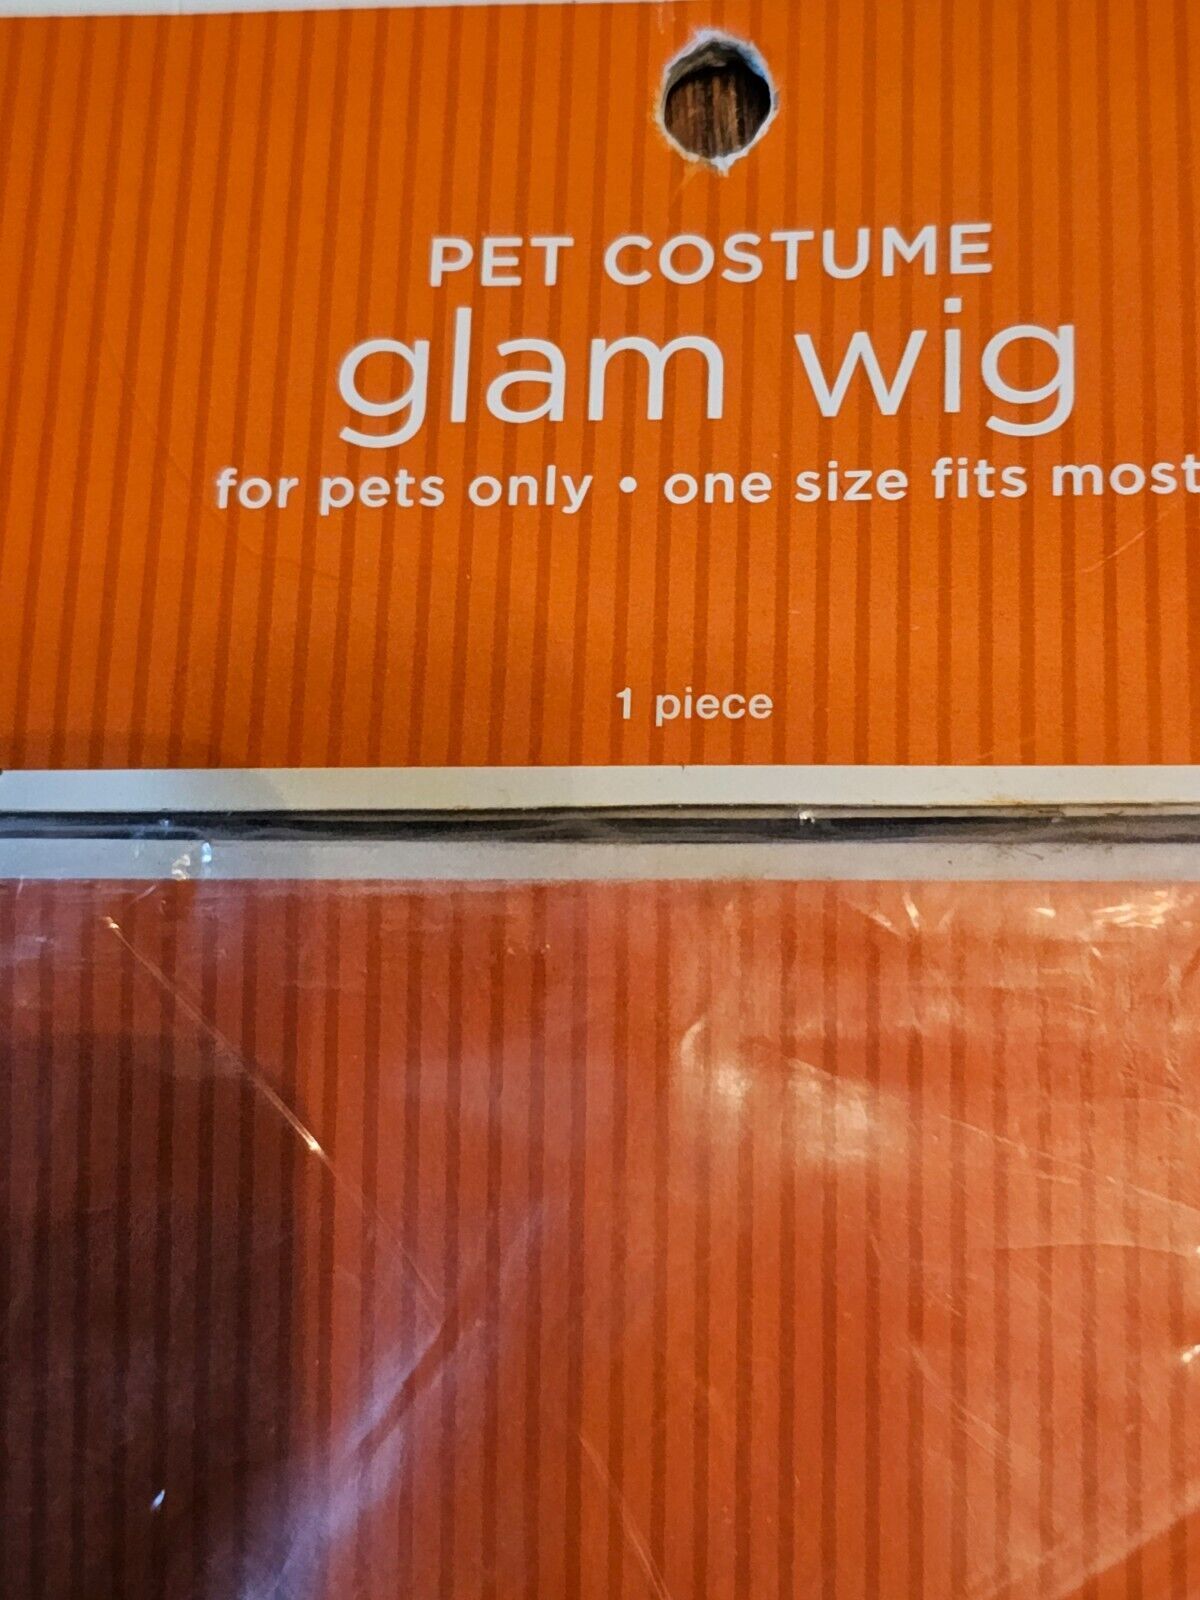 PET COSTUME
glam wig
for pets only • one size fits most
1 piece